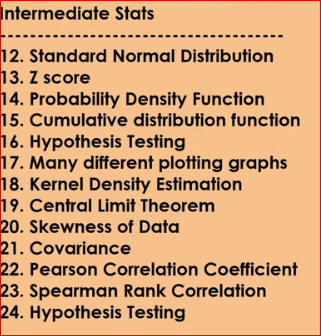 Intermediate Stats
-------------------------------------
12. Standard Normal Distribution
13. Z score
14. Probability Density Function
15. Cumulative distribution function
16. Hypothesis Testing
17. Many different plotting graphs
18. Kernel Density Estimation
19. Central Limit Theorem
20. Skewness of Data
21. Covariance
22. Pearson Correlation Coefficient
23. Spearman Rank Correlation
24. Hypothesis Testing